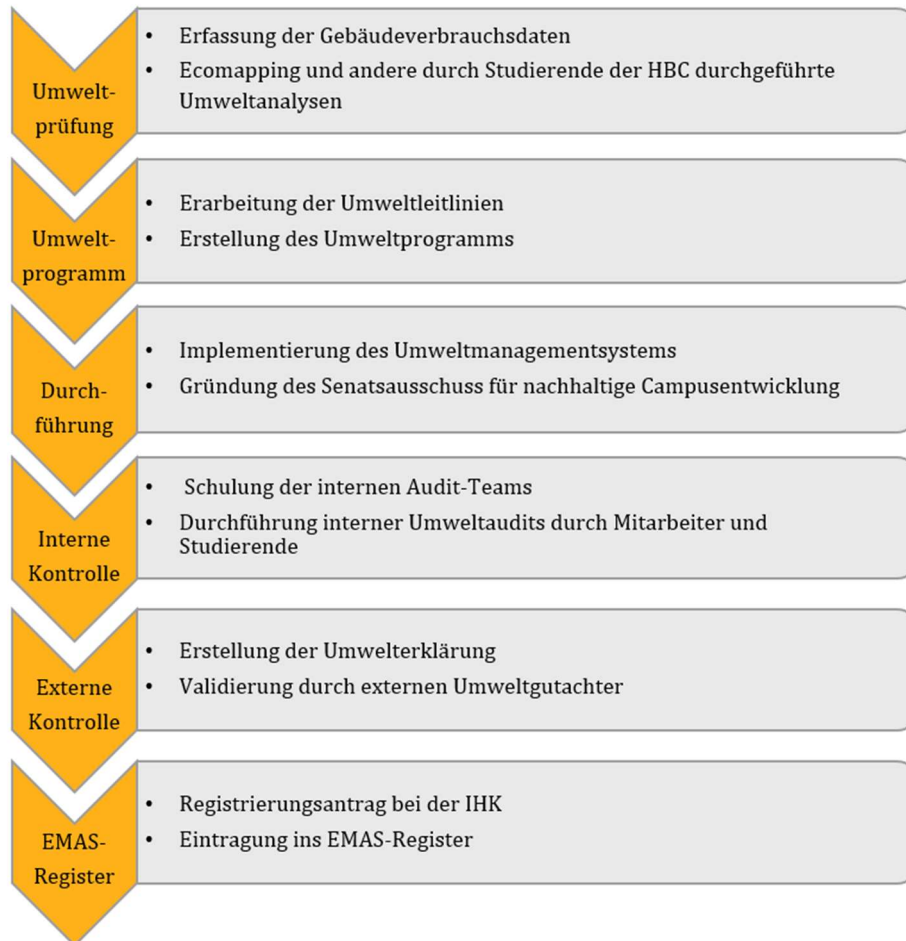 Umwelt-
prüfung
• Erfassung der Gebäudeverbrauchsdaten
• Ecomapping und andere durch Studierende der HBC durchgeführte
Umweltanalysen
Umwelt-
programm
• Erarbeitung der Umweltleitlinien
• Erstellung des Umweltprogramms
Durch-
führung
• Implementierung des Umweltmanagementsystems
• Gründung des Senatsausschuss für nachhaltige Campusentwicklung
Interne
Kontrolle
• Schulung der internen Audit-Teams
• Durchführung interner Umweltaudits durch Mitarbeiter und
Studierende
Externe
Kontrolle
• Erstellung der Umwelterklärung
• Validierung durch externen Umweltgutachter
EMAS-
Register
• Registrierungsantrag bei der IHK
• Eintragung ins EMAS-Register